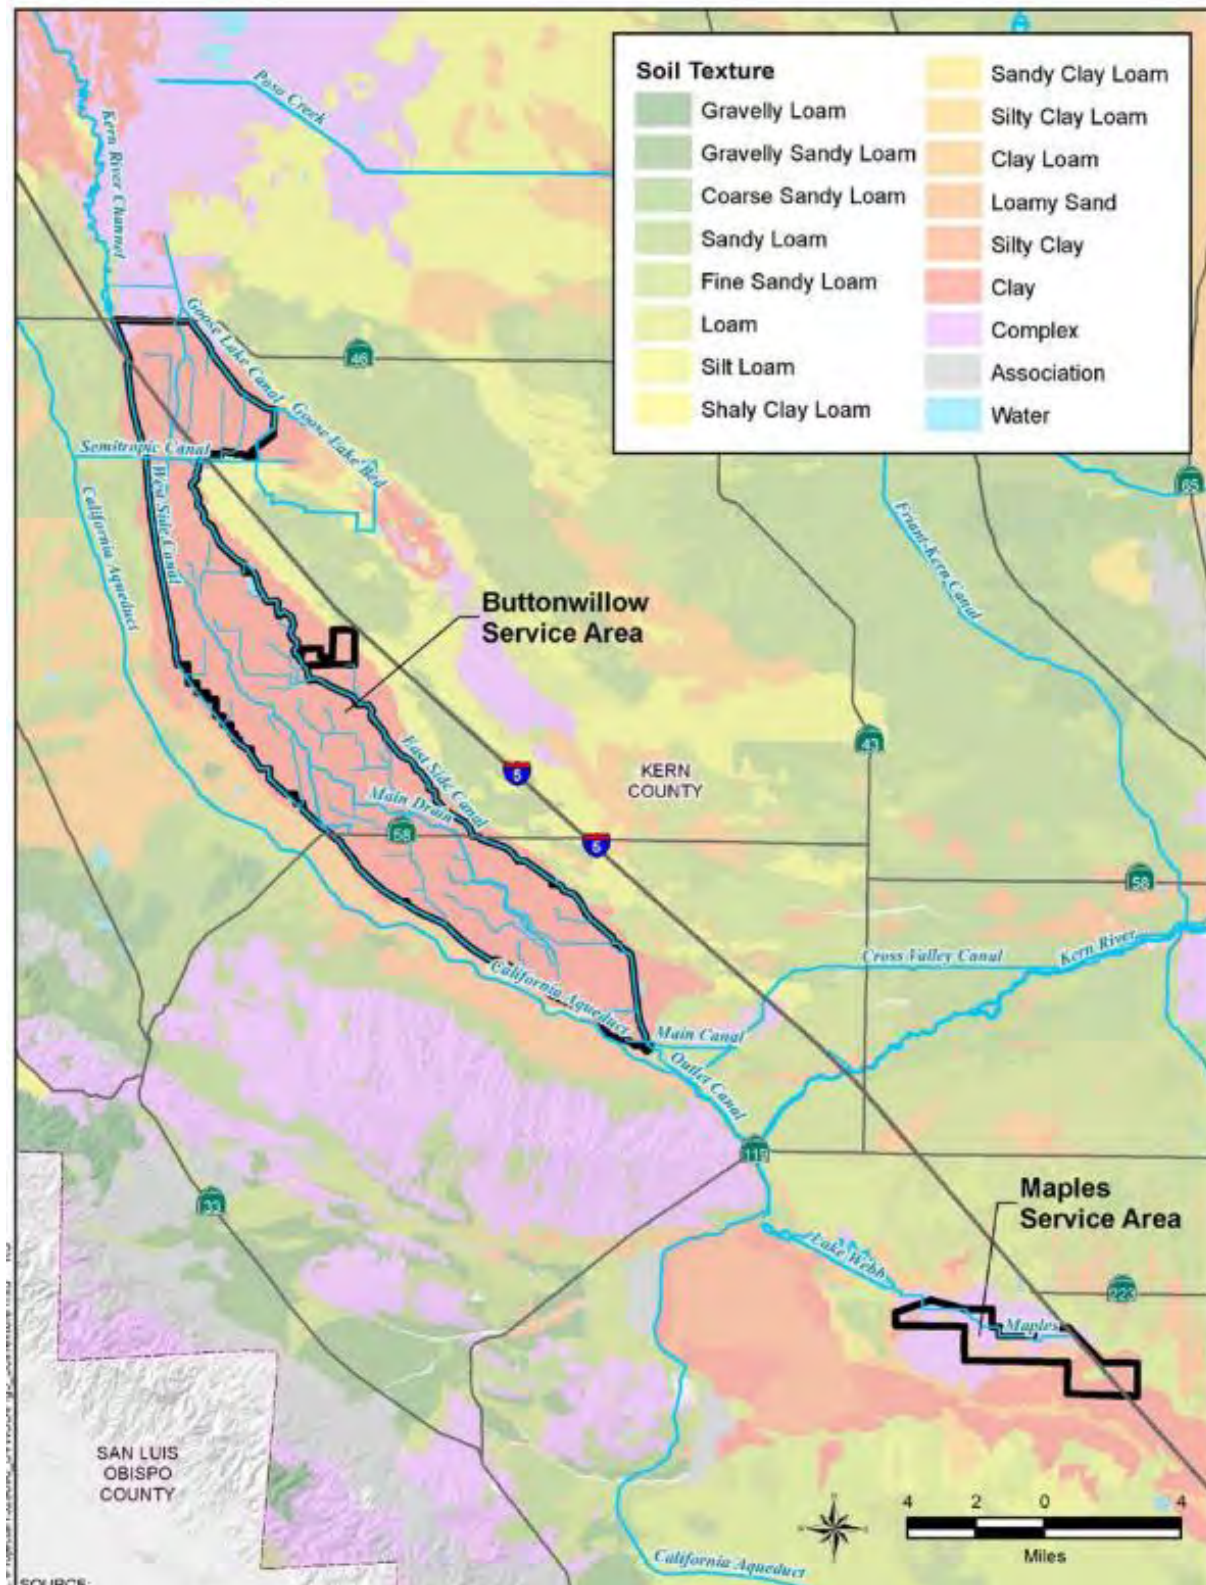 Soil Texture
Gravelly Loam
Gravelly Sandy Loam
Coarse Sandy Loam
Sandy Loam
Fine Sandy Loam
Loam
Silt Loam
Shaly Clay Loam
Sandy Clay Loam
Silty Clay Loam
Clay Loam
Loamy Sand
Silty Clay
Clay
Complex
Association
Water
Poso Creek
Kern River Channel
Goose Lake Canal
46
Goose Lake Bed
Semitropic Canal
West Side Canal
California Aqueduct
65
Friant-Kern Canal
Buttonwillow
Service Area
East Side Canal
5
KERN
COUNTY
43
Main Drain
58
5
58
Cross Valley Canal
Kern River
California Aqueduct
Main Canal
Outlet Canal
119
33
Maples
Service Area
Lake Webb
223
Maples
SAN LUIS
OBISPO
COUNTY
4 2 0 4
Miles
California Aqueduct
SOURCE: